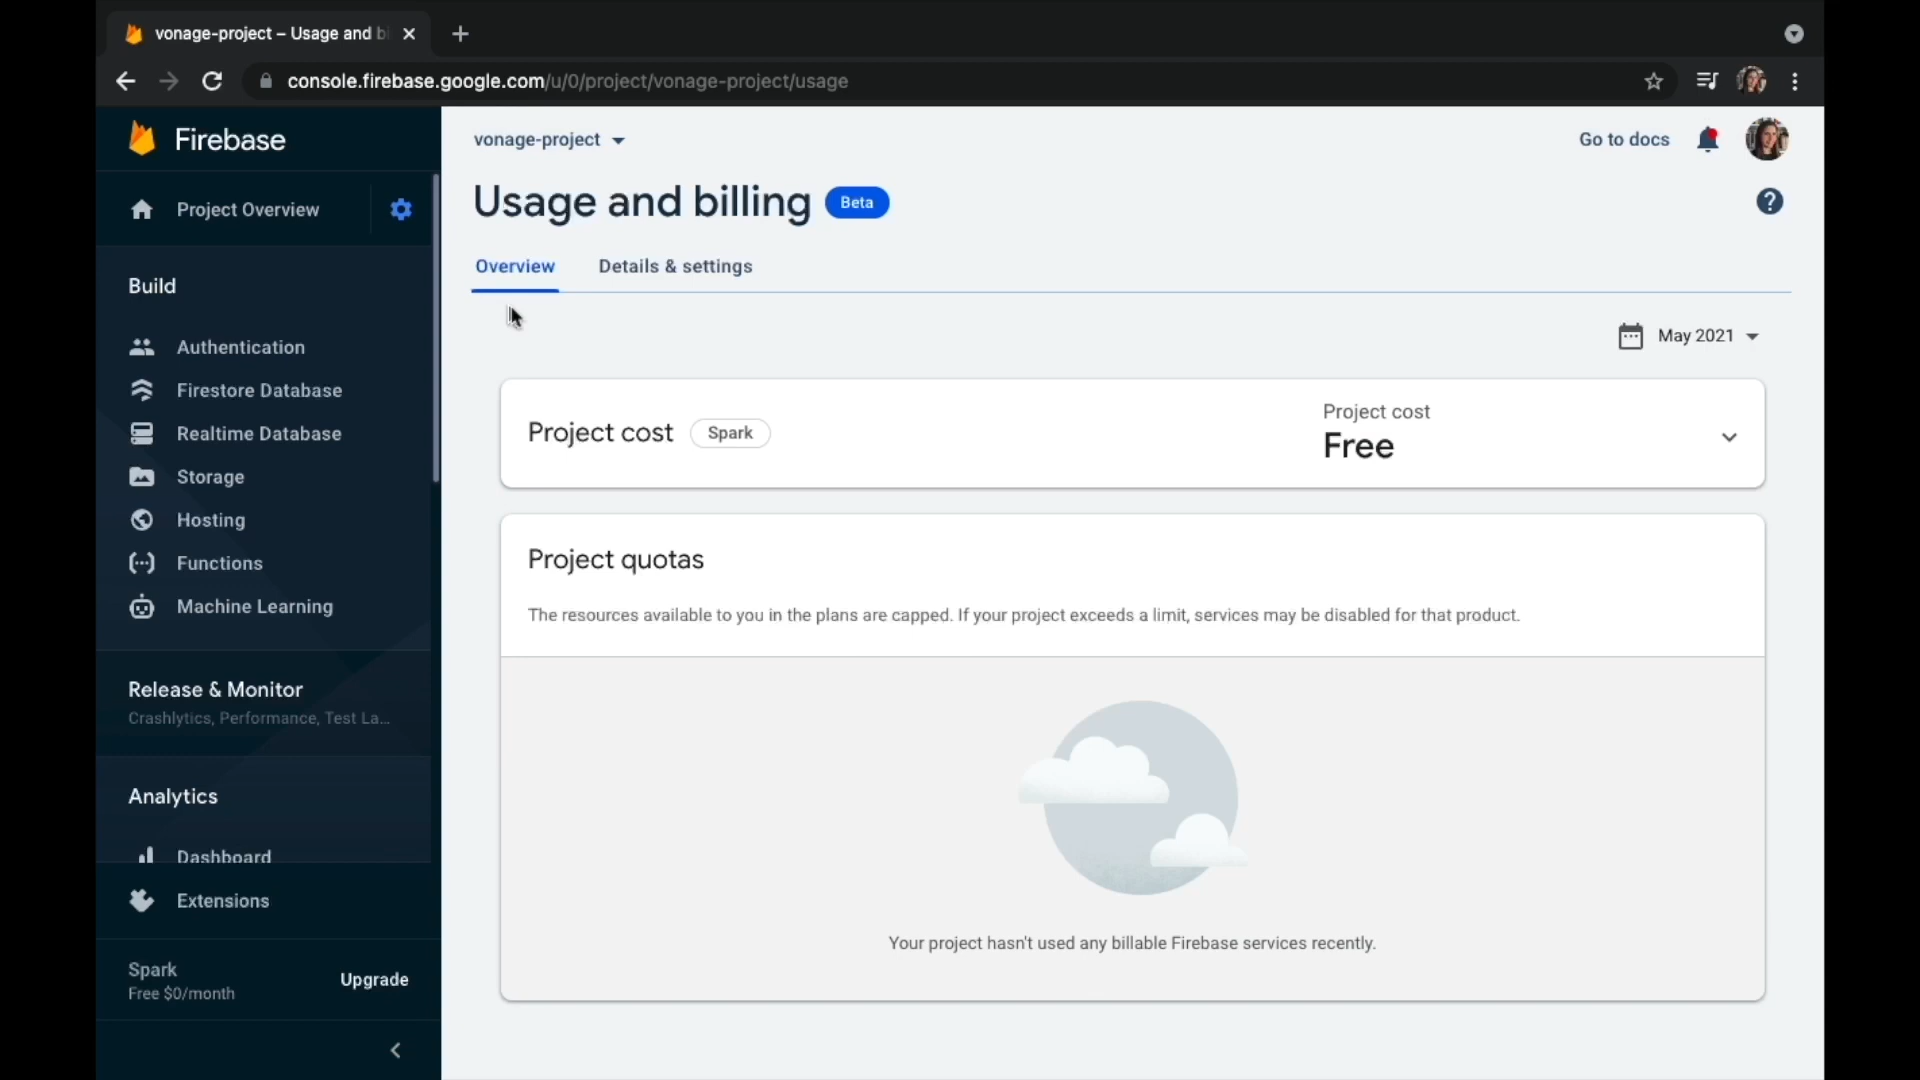 vonage-project – Usage and b
console.firebase.google.com/u/0/project/vonage-project/usage
Firebase
Project Overview
Build
Authentication
Firestore Database
Realtime Database
Storage
Hosting
Functions
Machine Learning
Release & Monitor
Crashlytics, Performance, Test La...
Analytics
Dashboard
Extensions
Spark
Free $0/month
Upgrade
vonage-project
Go to docs
Usage and billing
Beta
Overview
Details & settings
May 2021
Project cost
Spark
Project cost
Free
Project quotas
The resources available to you in the plans are capped. If your project exceeds a limit, services may be disabled for that product.
Your project hasn't used any billable Firebase services recently.